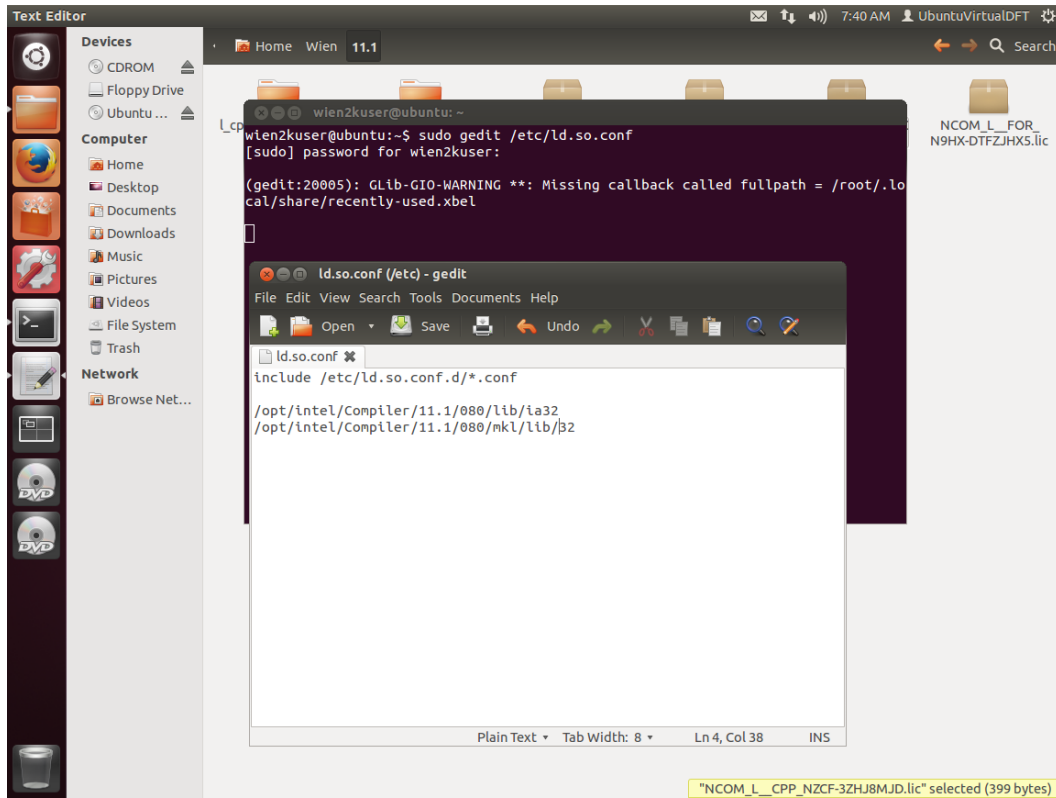 Text Editor
7:40 AM
UbuntuVirtualDFT
Devices
CDROM
Floppy Drive
Ubuntu ...
Computer
Home
Desktop
Documents
Downloads
Music
Pictures
Videos
File System
Trash
Network
Browse Net...
Home Wien 11.1
Search
l_cp
NCOM_L__FOR_
N9HX-DTFZJHX5.lic
wien2kuser@ubuntu: ~
wien2kuser@ubuntu:~$ sudo gedit /etc/ld.so.conf
[sudo] password for wien2kuser:
(gedit:20005): GLib-GIO-WARNING **: Missing callback called fullpath = /root/.lo
cal/share/recently-used.xbel
ld.so.conf (/etc) - gedit
File Edit View Search Tools Documents Help
Open Save Undo
ld.so.conf
include /etc/ld.so.conf.d/*.conf
/opt/intel/Compiler/11.1/080/lib/ia32
/opt/intel/Compiler/11.1/080/mkl/lib/32
Plain Text Tab Width: 8 Ln 4, Col 38 INS
"NCOM_L__CPP_NZCF-3ZHJ8MJD.lic" selected (399 bytes)
DVD
DVD